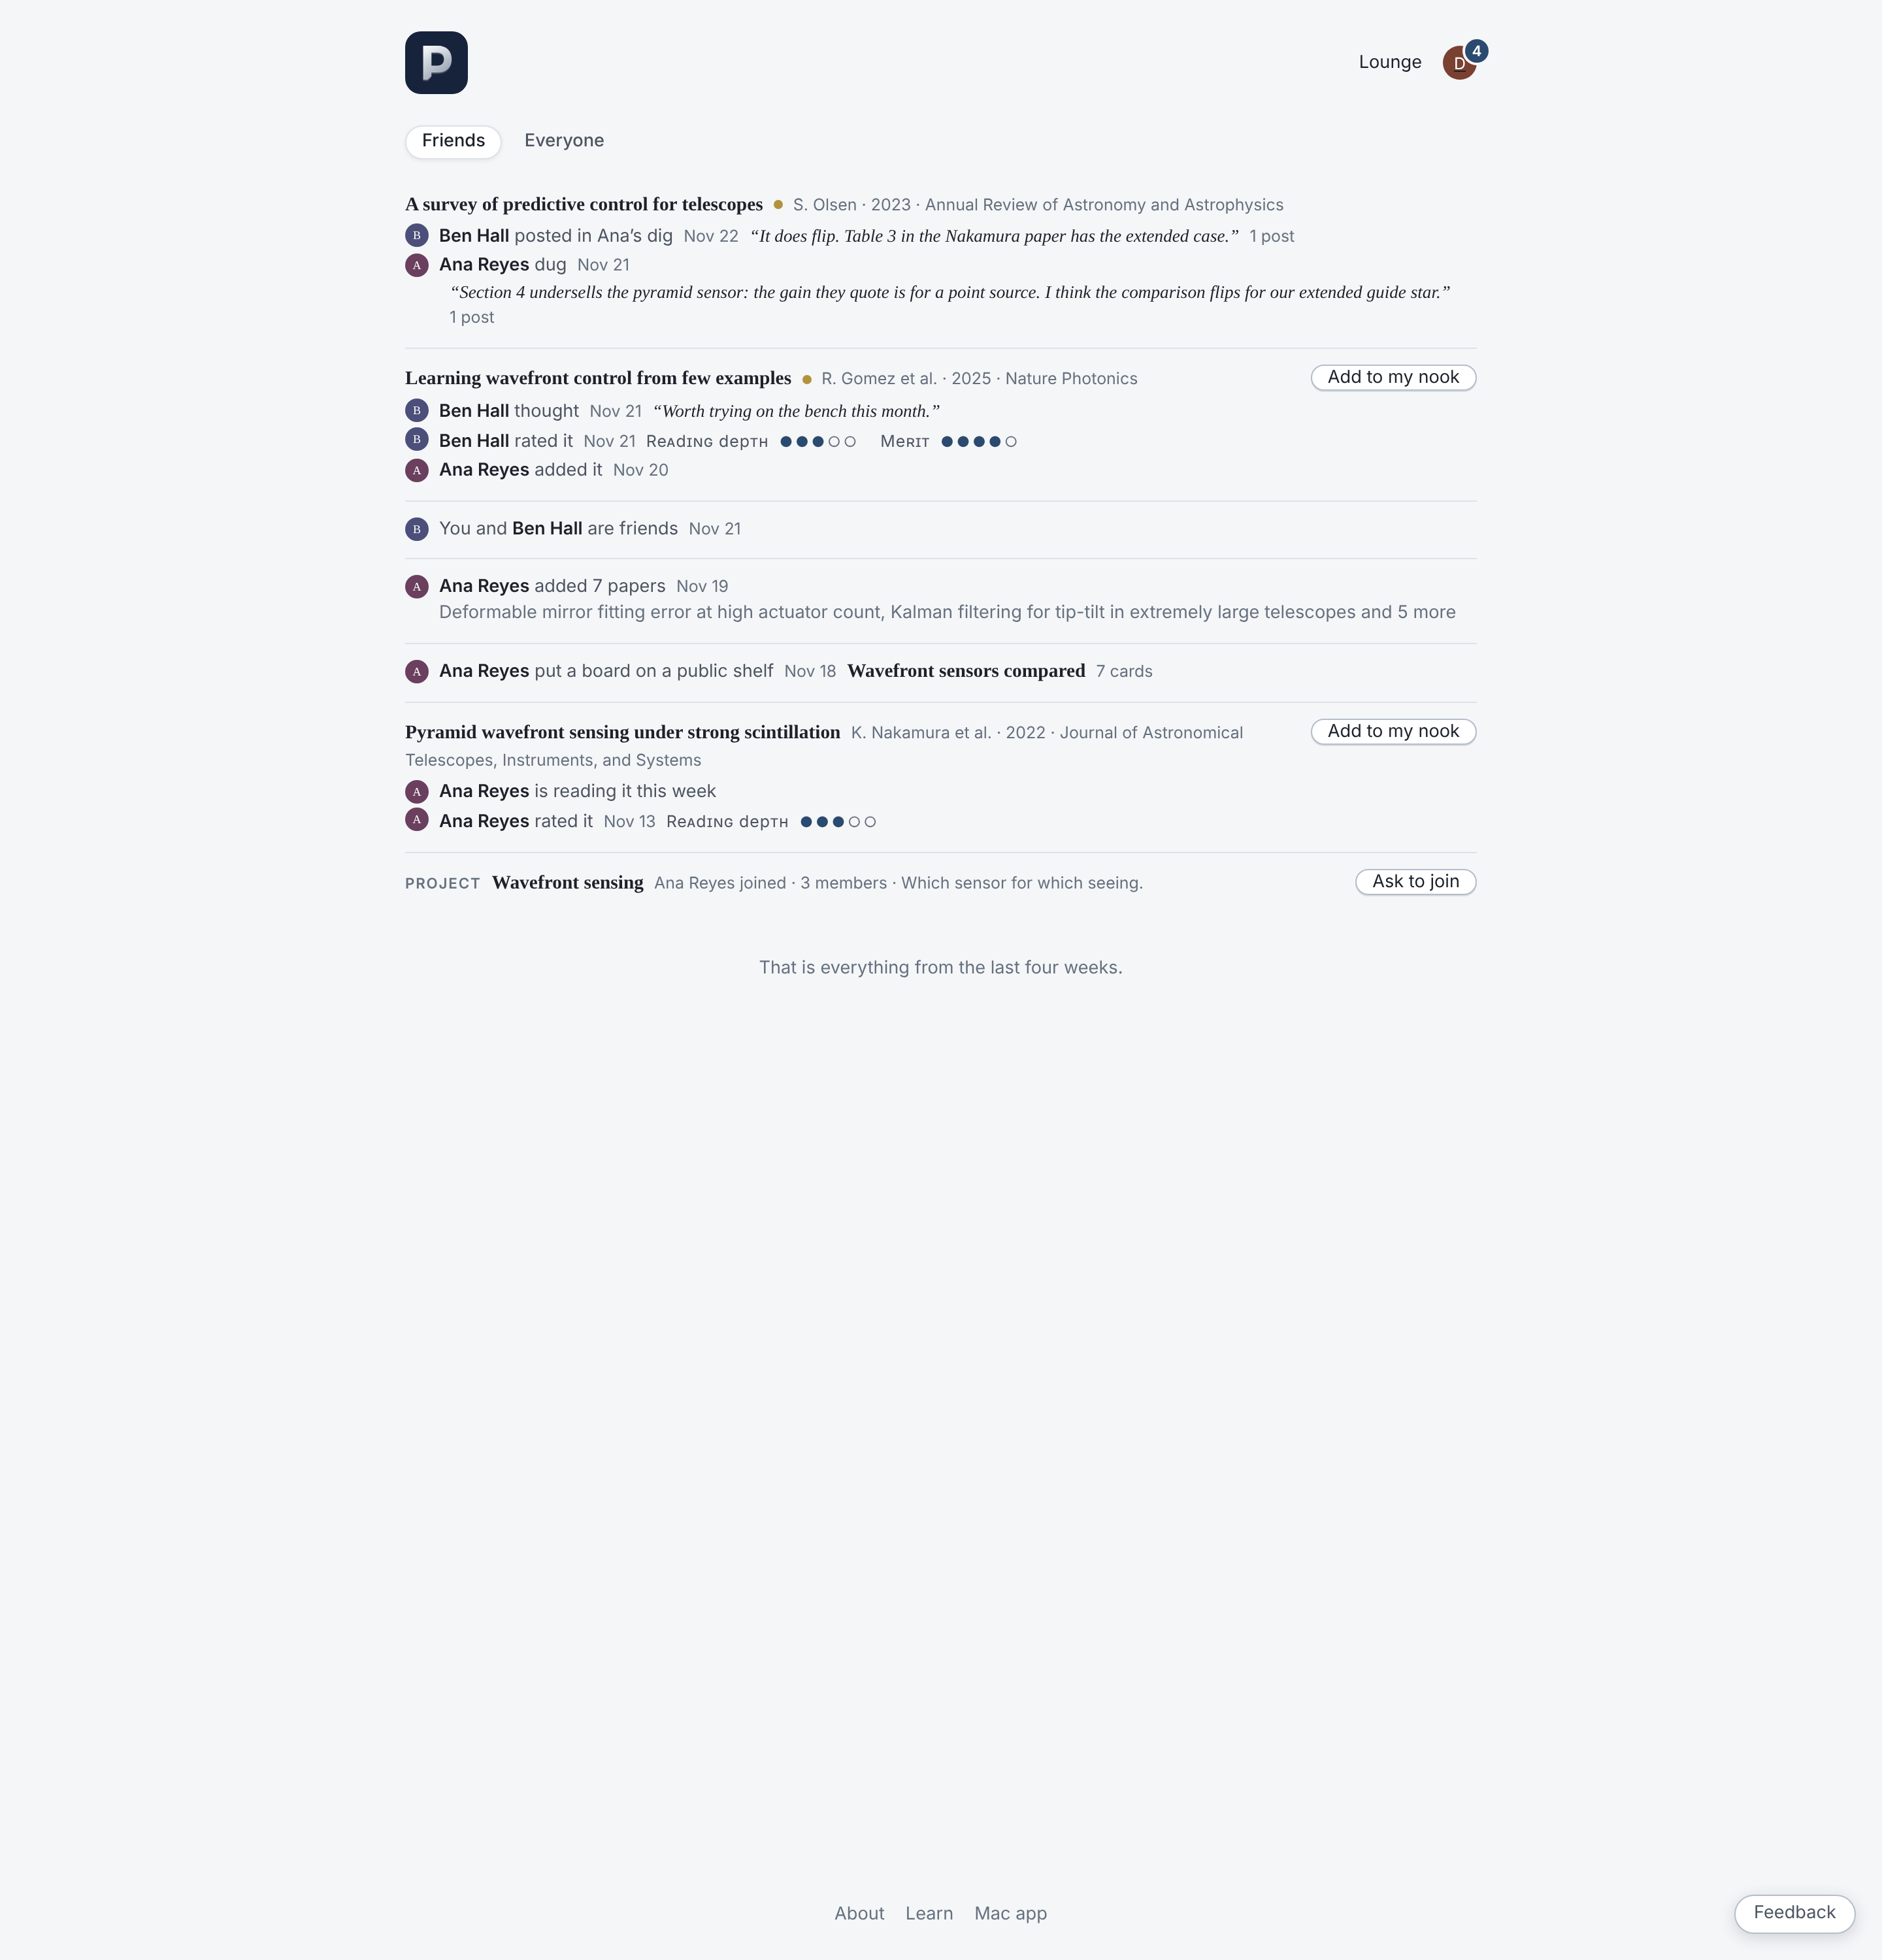 P
Lounge D 4
Friends Everyone
A survey of predictive control for telescopes S. Olsen · 2023 · Annual Review of Astronomy and Astrophysics
B Ben Hall posted in Ana’s dig Nov 22 “It does flip. Table 3 in the Nakamura paper has the extended case.” 1 post
A Ana Reyes dug Nov 21
“Section 4 undersells the pyramid sensor: the gain they quote is for a point source. I think the comparison flips for our extended guide star.”
1 post
Learning wavefront control from few examples R. Gomez et al. · 2025 · Nature Photonics Add to my nook
B Ben Hall thought Nov 21 “Worth trying on the bench this month.”
B Ben Hall rated it Nov 21 Reading depth Merit
A Ana Reyes added it Nov 20
B You and Ben Hall are friends Nov 21
A Ana Reyes added 7 papers Nov 19
Deformable mirror fitting error at high actuator count, Kalman filtering for tip-tilt in extremely large telescopes and 5 more
A Ana Reyes put a board on a public shelf Nov 18 Wavefront sensors compared 7 cards
Pyramid wavefront sensing under strong scintillation K. Nakamura et al. · 2022 · Journal of Astronomical Add to my nook
Telescopes, Instruments, and Systems
A Ana Reyes is reading it this week
A Ana Reyes rated it Nov 13 Reading depth
PROJECT Wavefront sensing Ana Reyes joined · 3 members · Which sensor for which seeing. Ask to join
That is everything from the last four weeks.
About Learn Mac app Feedback